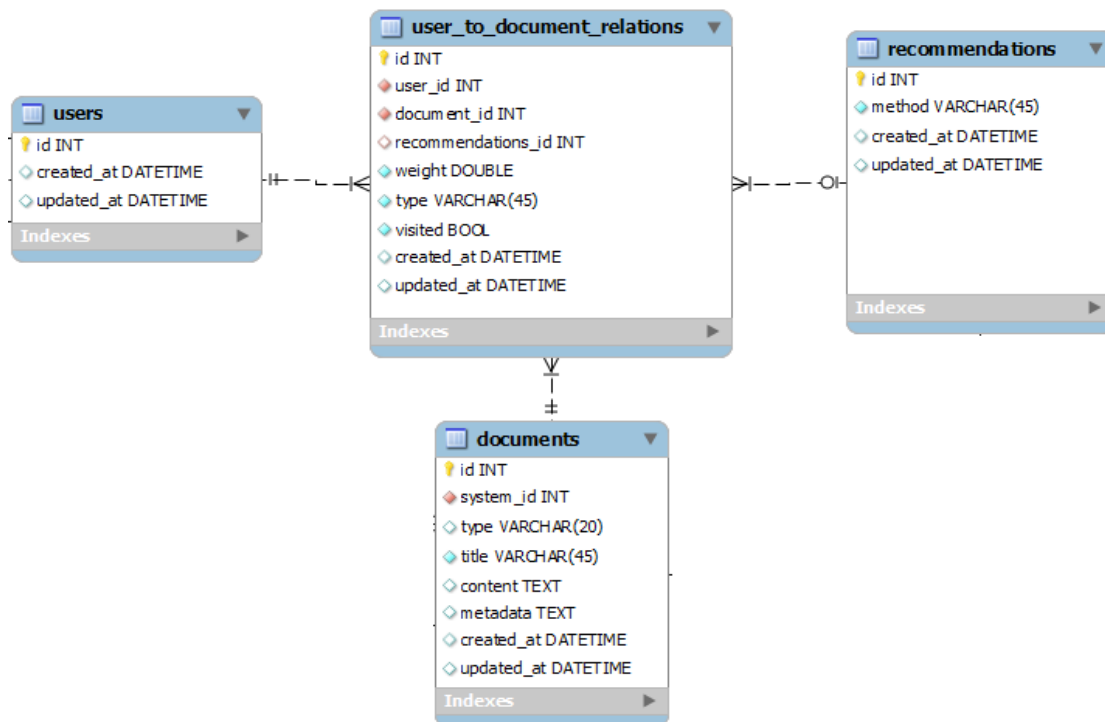 user_to_document_relations
id INT
user_id INT
document_id INT
recommendations_id INT
weight DOUBLE
type VARCHAR(45)
visited BOOL
created_at DATETIME
updated_at DATETIME
Indexes
recommendations
id INT
method VARCHAR(45)
created_at DATETIME
updated_at DATETIME
Indexes
users
id INT
created_at DATETIME
updated_at DATETIME
Indexes
documents
id INT
system_id INT
type VARCHAR(20)
title VARCHAR(45)
content TEXT
metadata TEXT
created_at DATETIME
updated_at DATETIME
Indexes